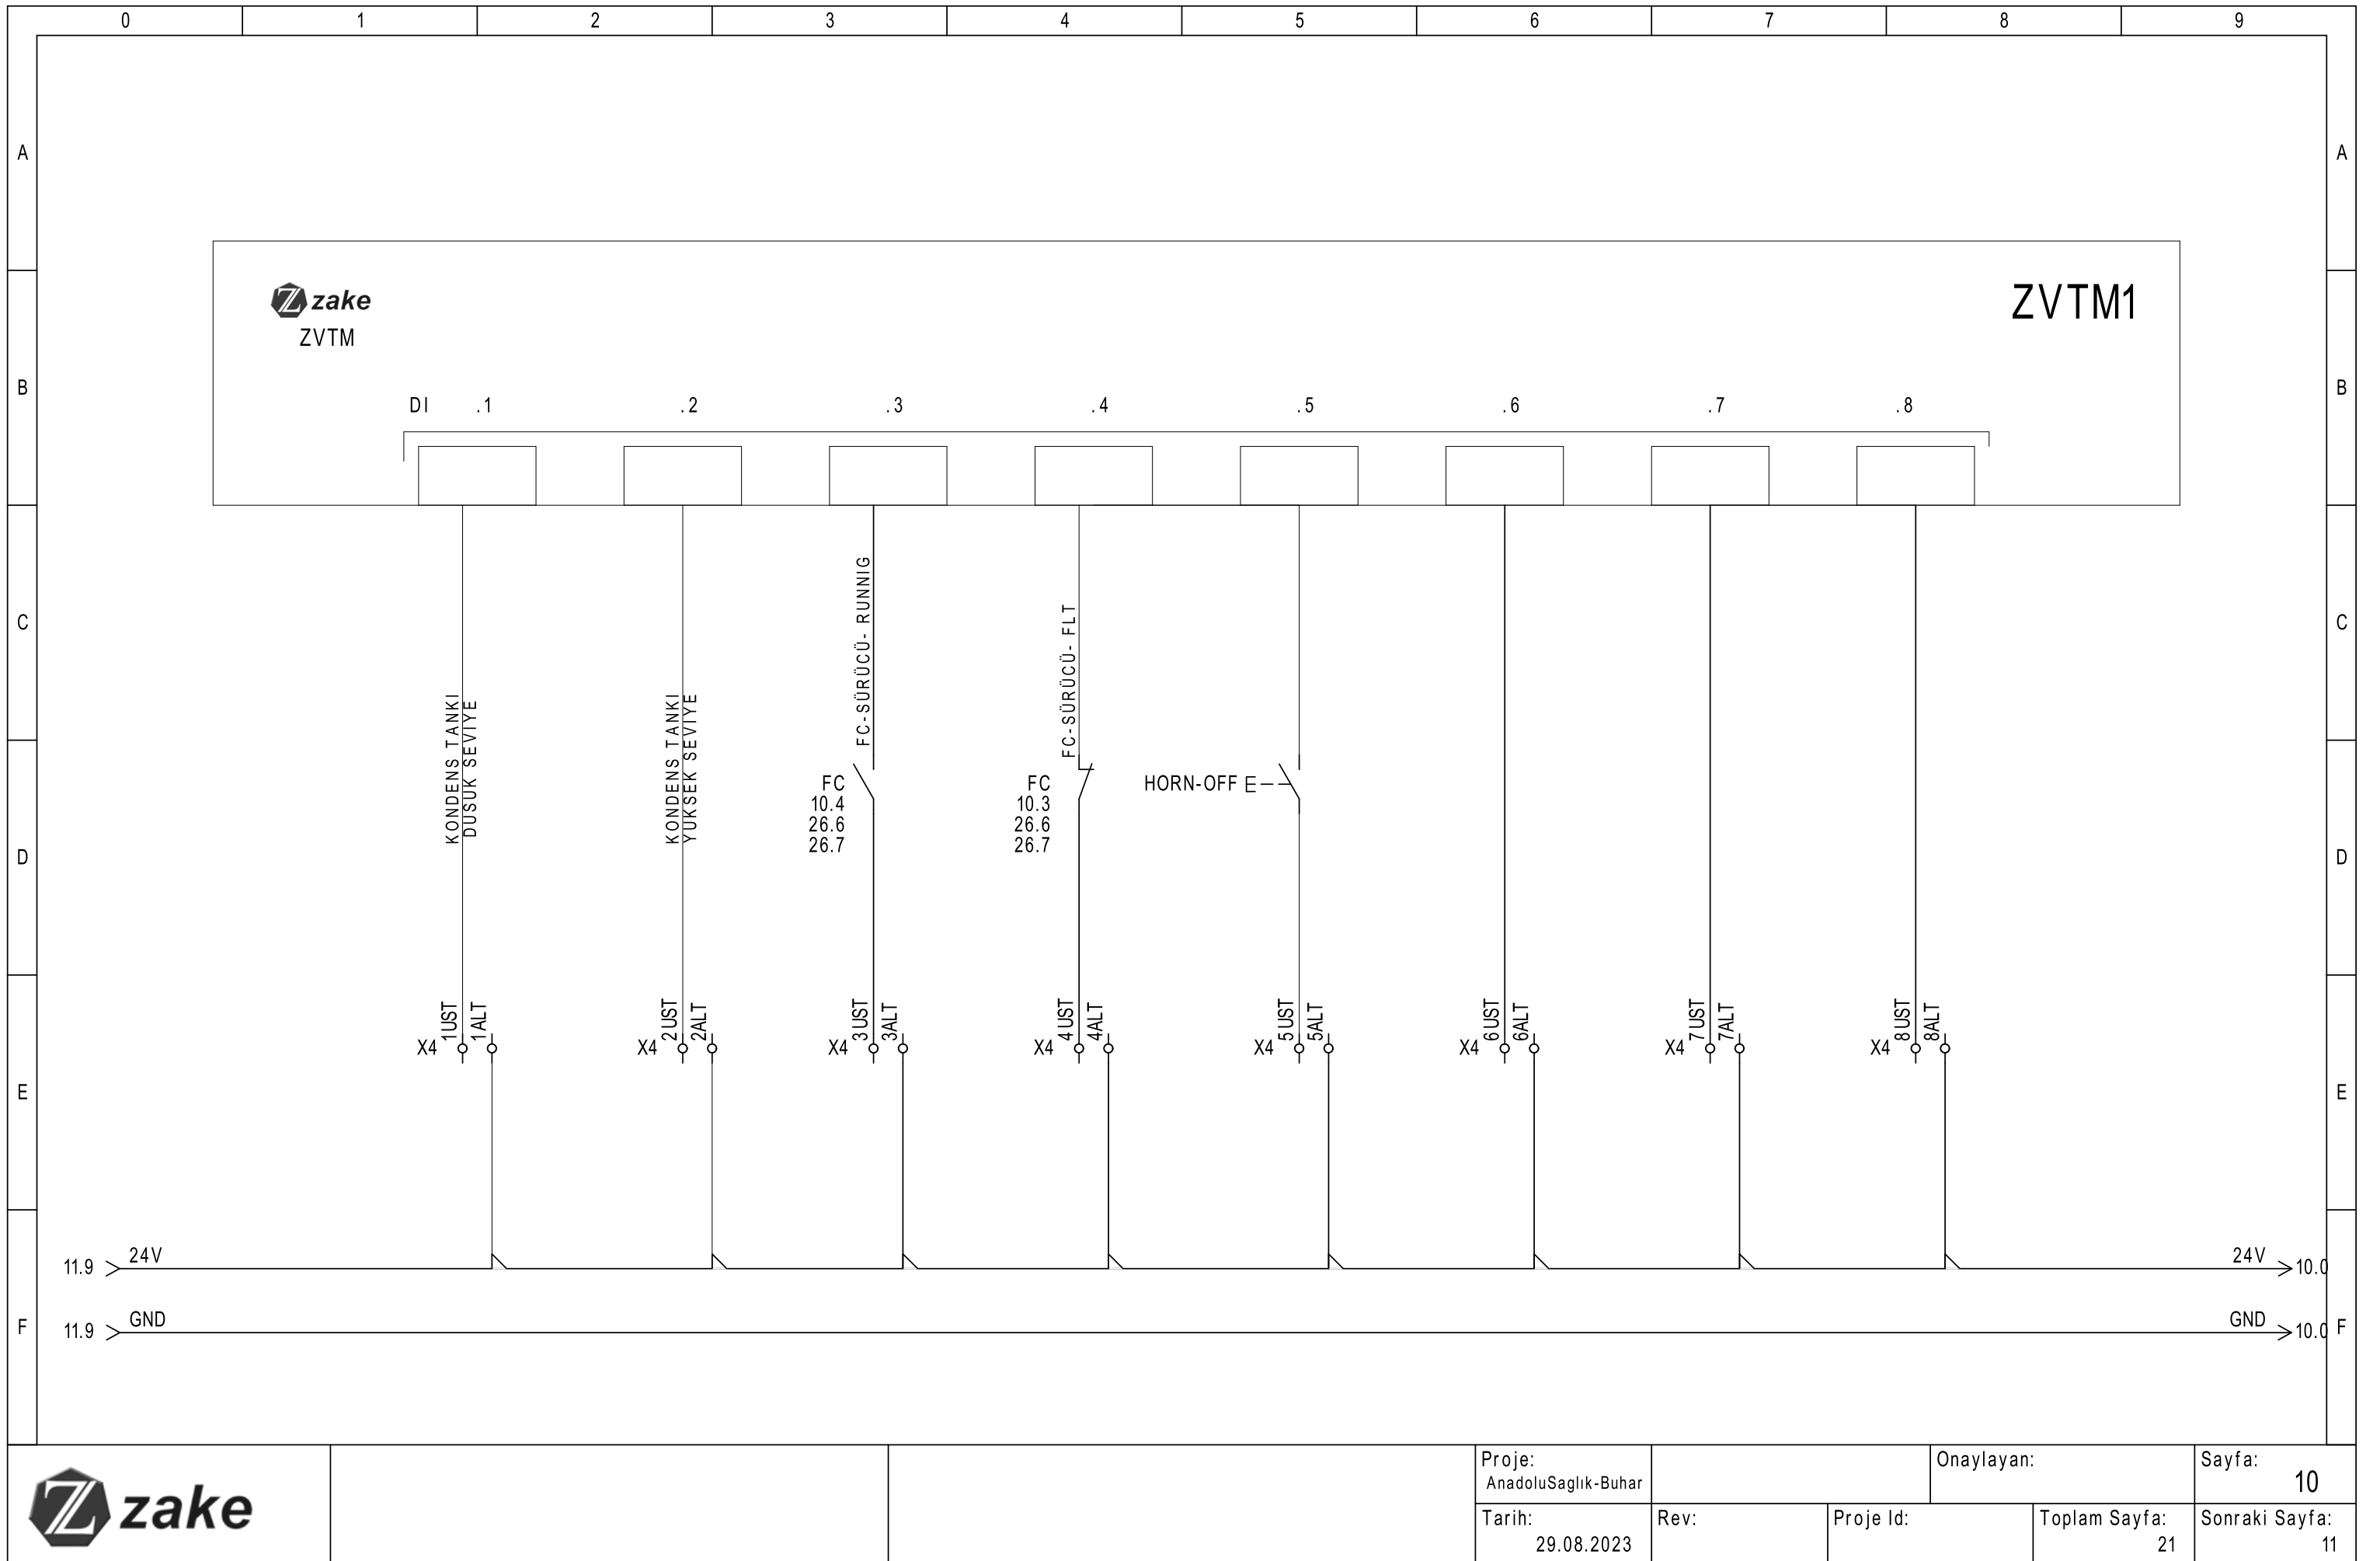 0 1 2 3 4 5 6 7 8 9
A A
zake
ZVTM
ZVTM1
B B
DI .1 .2 .3 .4 .5 .6 .7 .8
C C
KONDENS TANKI
DUSUK SEVIYE
KONDENS TANKI
YUKSEK SEVIYE
FC-SÜRÜCÜ- RUNNIG
FC-SÜRÜCÜ- FLT
FC
10.4
26.6
26.7
FC
10.3
26.6
26.7
HORN-OFF
D D
X4 1UST 1ALT
X4 2UST 2ALT
X4 3UST 3ALT
X4 4UST 4ALT
X4 5UST 5ALT
X4 6UST 6ALT
X4 7UST 7ALT
X4 8UST 8ALT
E E
11.9 24V 24V 10.0
F F
11.9 GND GND 10.0
zake
Proje:
AnadoluSaglık-Buhar
Onaylayan:
Sayfa:
10
Tarih:
29.08.2023
Rev:
Proje Id:
Toplam Sayfa:
21
Sonraki Sayfa:
11